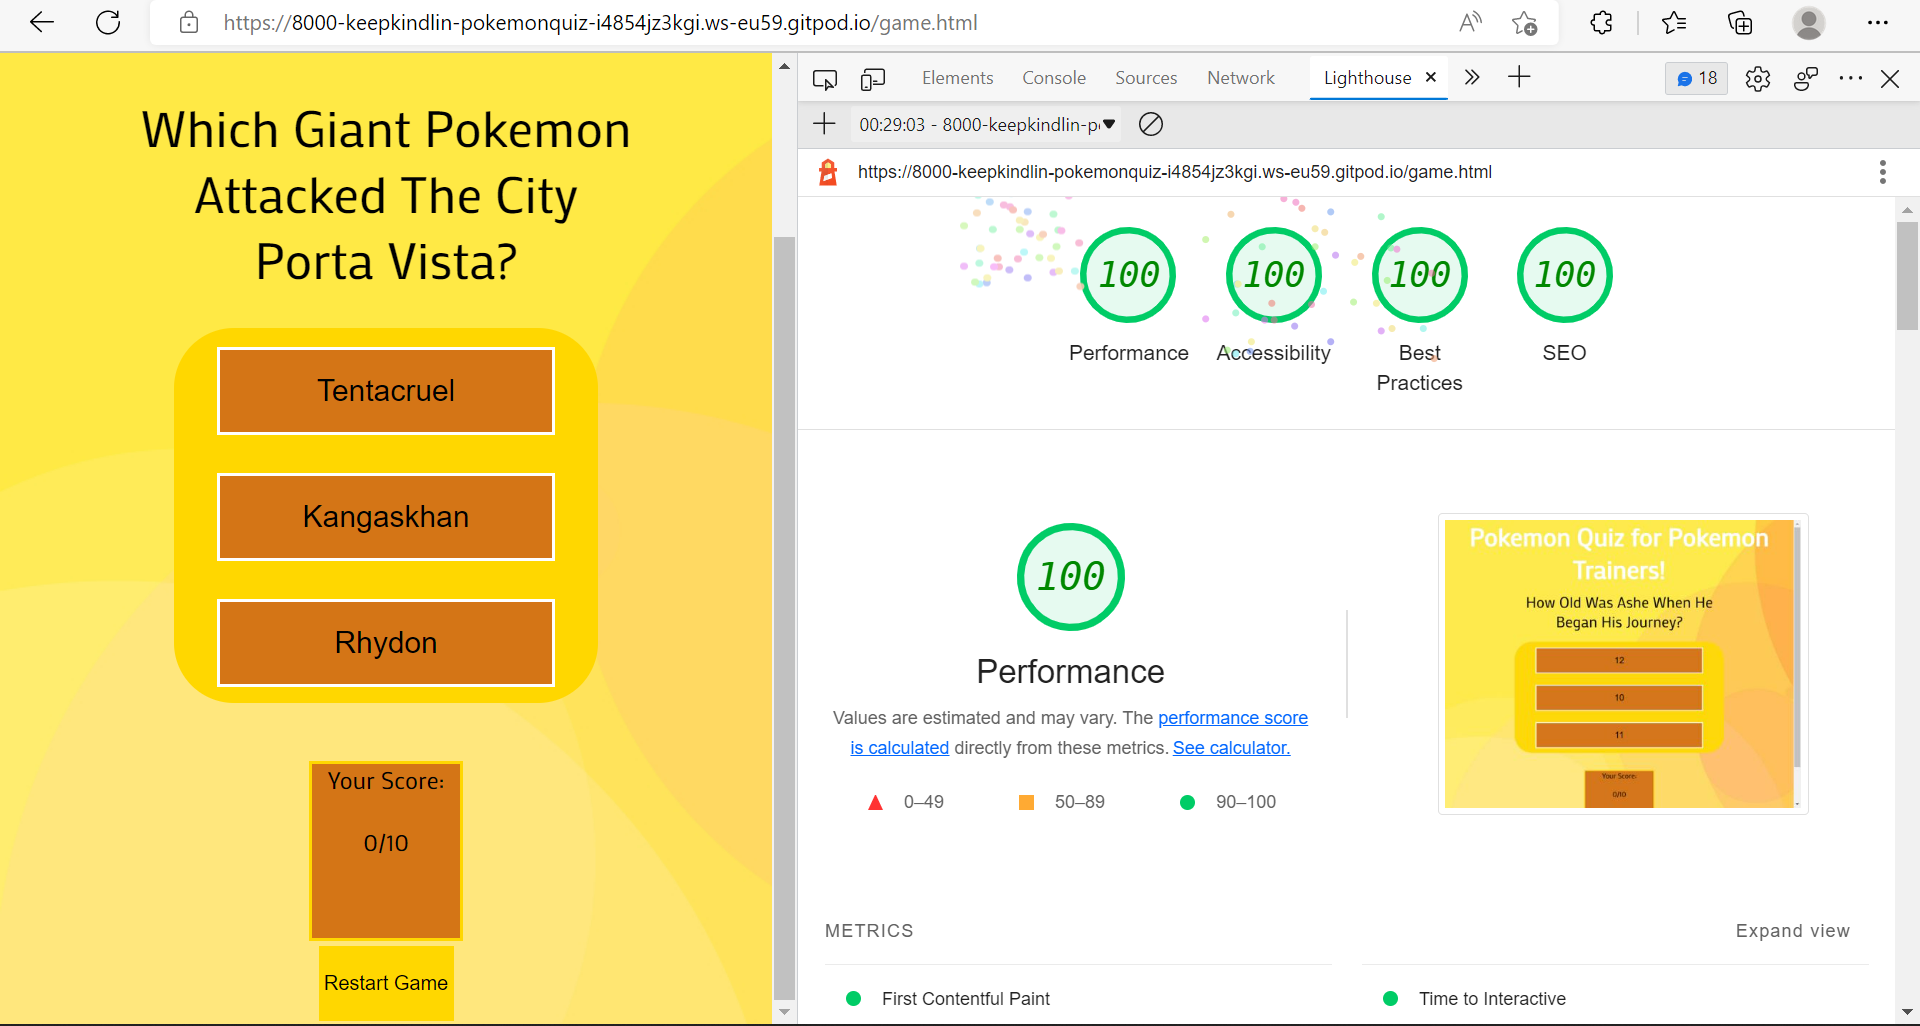 https://8000-keepkindlin-pokemonquiz-i4854jz3kgi.ws-eu59.gitpod.io/game.html
Which Giant Pokemon
Attacked The City
Porta Vista?
Tentacruel
Kangaskhan
Rhydon
Your Score:
0/10
Restart Game
Elements Console Sources Network Lighthouse 18
00:29:03 - 8000-keepkindlin-p
https://8000-keepkindlin-pokemonquiz-i4854jz3kgi.ws-eu59.gitpod.io/game.html
100 100 100 100
Performance Accessibility Best Practices SEO
100
Performance
Values are estimated and may vary. The performance score
is calculated directly from these metrics. See calculator.
0–49 50–89 90–100
Pokemon Quiz for Pokemon
Trainers!
How Old Was Ashe When He
Began His Journey?
12
10
11
Your Score:
0/10
METRICS Expand view
First Contentful Paint Time to Interactive